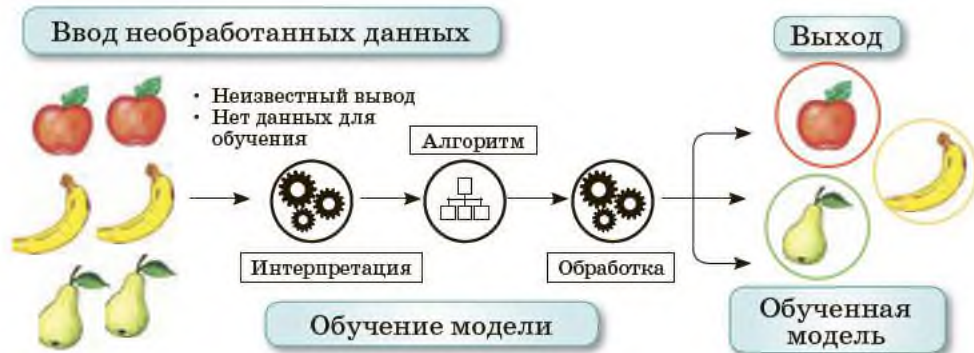 Ввод необработанных данных
Выход
• Неизвестный вывод
• Нет данных для
обучения
Алгоритм
Интерпретация
Обработка
Обучение модели
Обученная
модель